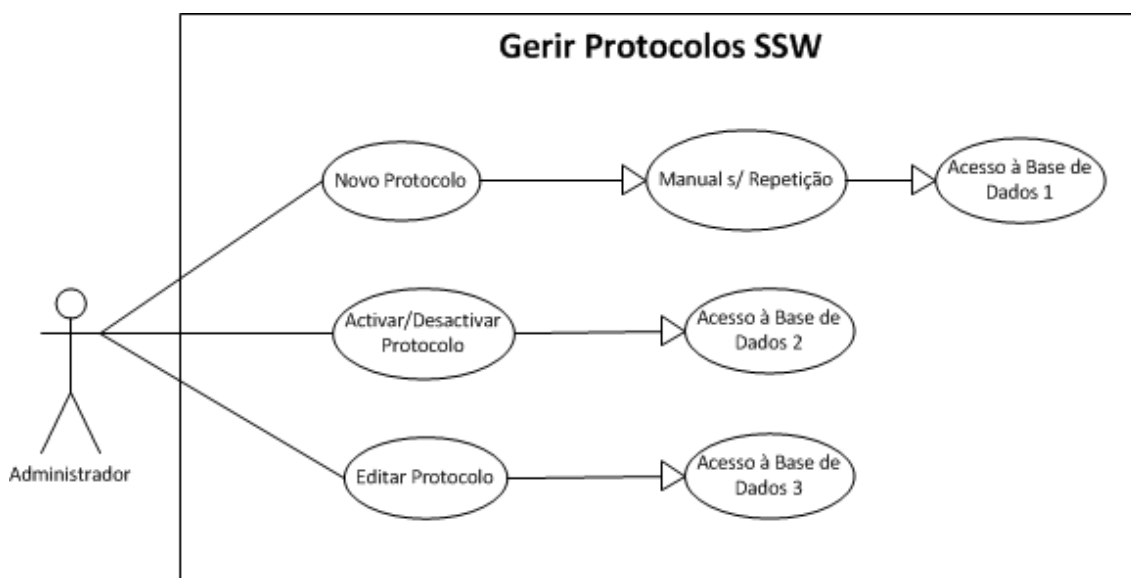 Gerir Protocolos SSW
Novo Protocolo
Manual s/ Repetição
Acesso à Base de
Dados 1
Activar/Desactivar
Protocolo
Acesso à Base de
Dados 2
Editar Protocolo
Acesso à Base de
Dados 3
Administrador